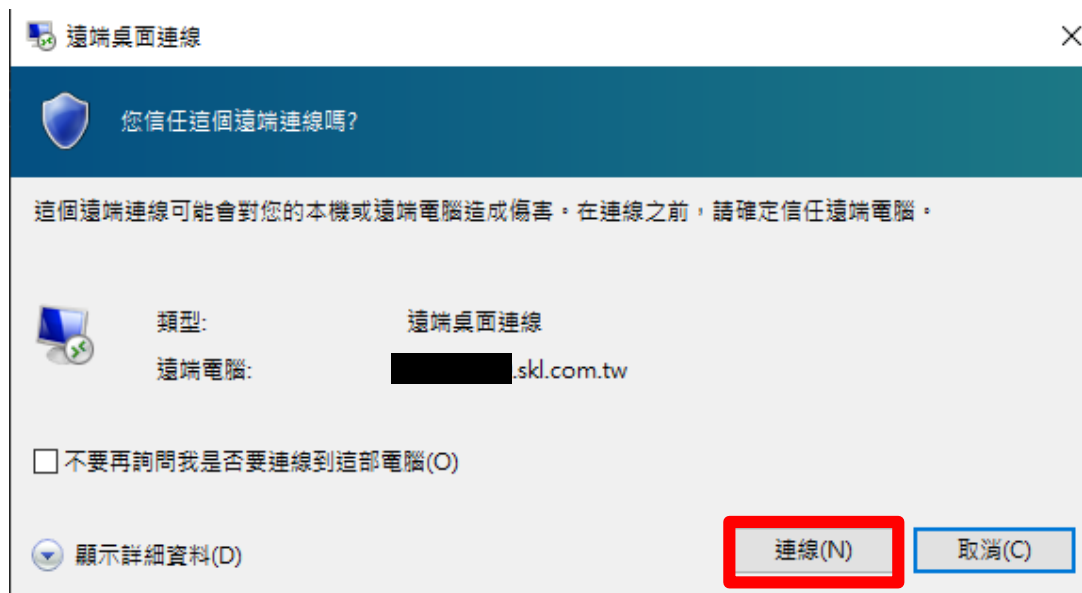 遠端桌面連線
您信任這個遠端連線嗎?
這個遠端連線可能會對您的本機或遠端電腦造成傷害。在連線之前，請確定信任遠端電腦。
類型: 遠端桌面連線
遠端電腦: .skl.com.tw
不要再詢問我是否要連線到這部電腦(O)
顯示詳細資料(D) 連線(N) 取消(C)